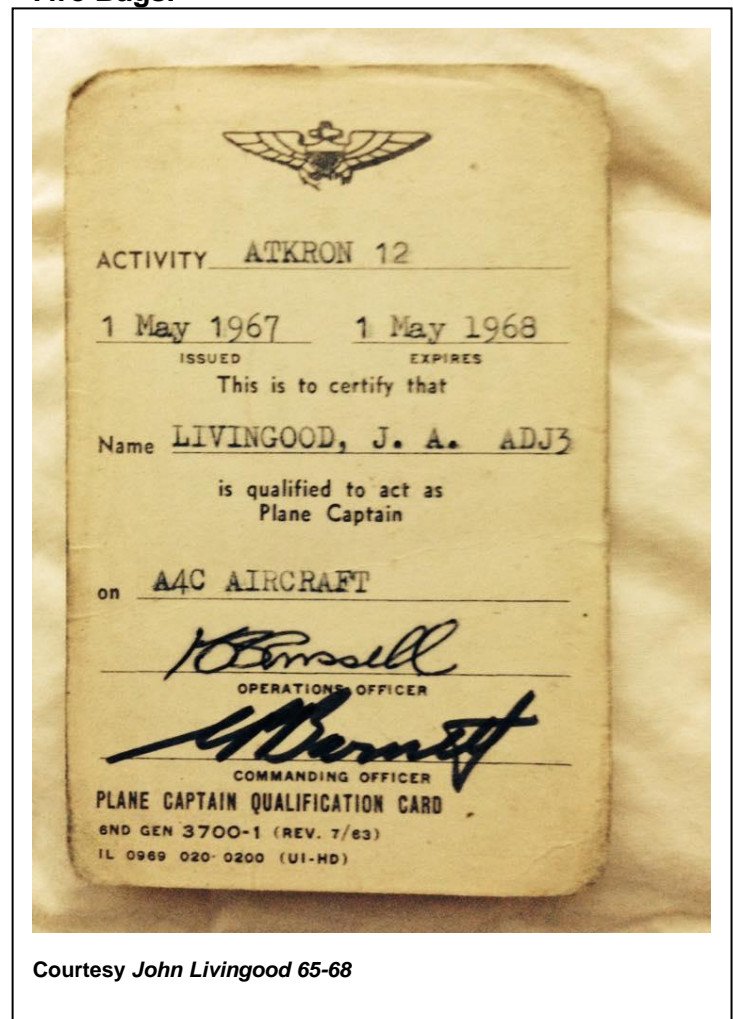 ACTIVITY ATKRON 12
1 May 1967 1 May 1968
ISSUED EXPIRES
This is to certify that
Name LIVINGOOD, J. A. ADJ3
is qualified to act as
Plane Captain
on A4C AIRCRAFT
OPERATIONS OFFICER
Barnett
COMMANDING OFFICER
PLANE CAPTAIN QUALIFICATION CARD
6ND GEN 3700-1 (REV. 7/63)
IL 0969 020-0200 (UI-HD)
Courtesy John Livingood 65-68